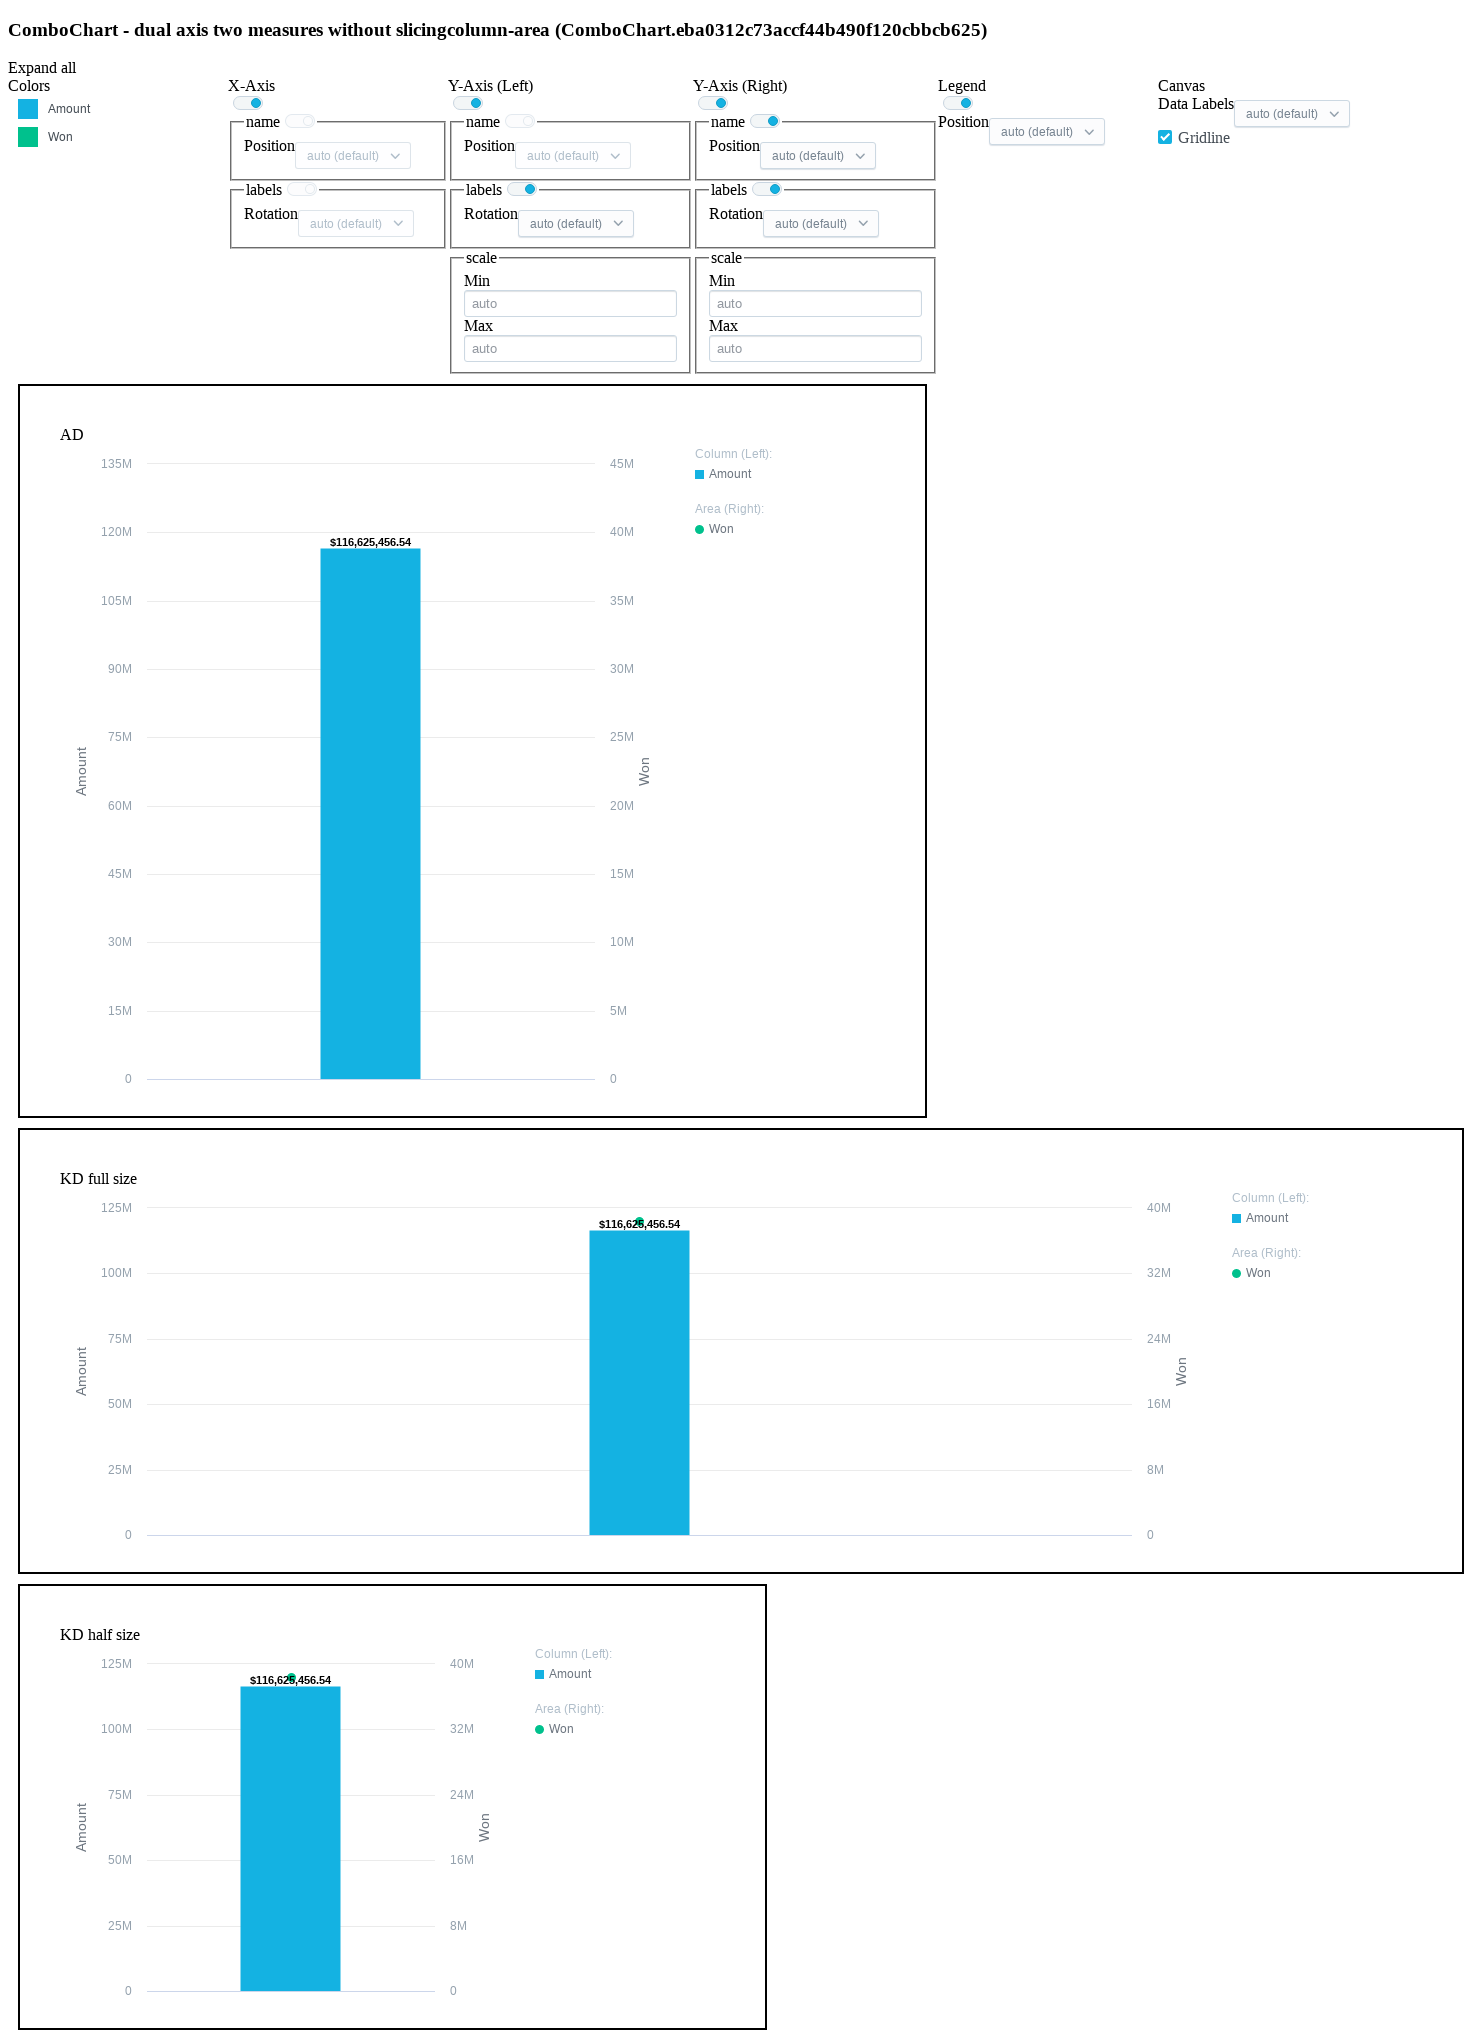 ComboChart - dual axis two measures without slicingcolumn-area (ComboChart.eba0312c73accf44b490f120cbbcb625)
Expand all
Colors
Amount
Won
X-Axis
name
Position auto (default)
labels
Rotation auto (default)
Y-Axis (Left)
name
Position auto (default)
labels
Rotation auto (default)
scale
Min
auto
Max
auto
Y-Axis (Right)
name
Position auto (default)
labels
Rotation auto (default)
scale
Min
auto
Max
auto
Legend
Position auto (default)
Canvas
Data Labels auto (default)
Gridline
AD
135M
120M
105M
90M
75M
60M
45M
30M
15M
0
Amount
$116,625,456.54
45M
40M
35M
30M
25M
20M
15M
10M
5M
0
Won
Column (Left):
Amount
Area (Right):
Won
KD full size
125M
100M
75M
50M
25M
0
Amount
$116,625,456.54
40M
32M
24M
16M
8M
0
Won
Column (Left):
Amount
Area (Right):
Won
KD half size
125M
100M
75M
50M
25M
0
Amount
$116,625,456.54
40M
32M
24M
16M
8M
0
Won
Column (Left):
Amount
Area (Right):
Won